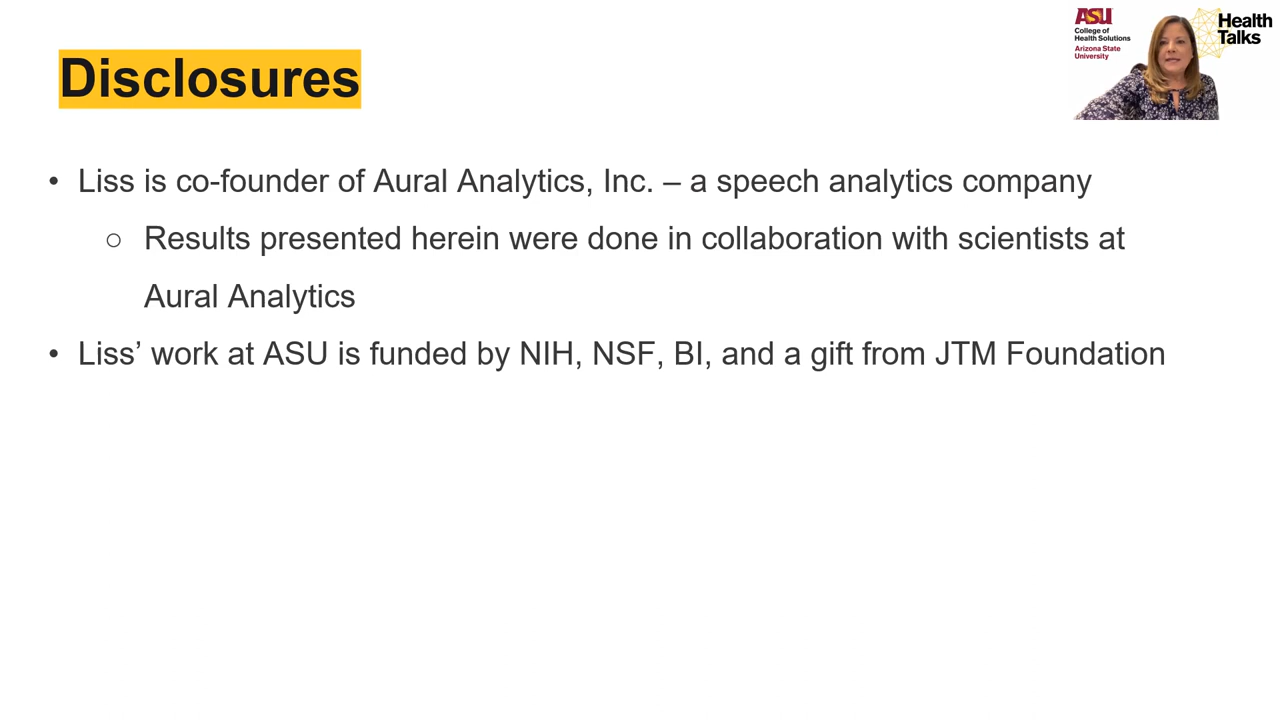 ASU
College of
Health Solutions
Arizona State
University
Health
Talks
Disclosures
• Liss is co-founder of Aural Analytics, Inc. – a speech analytics company
○ Results presented herein were done in collaboration with scientists at
Aural Analytics
• Liss’ work at ASU is funded by NIH, NSF, BI, and a gift from JTM Foundation